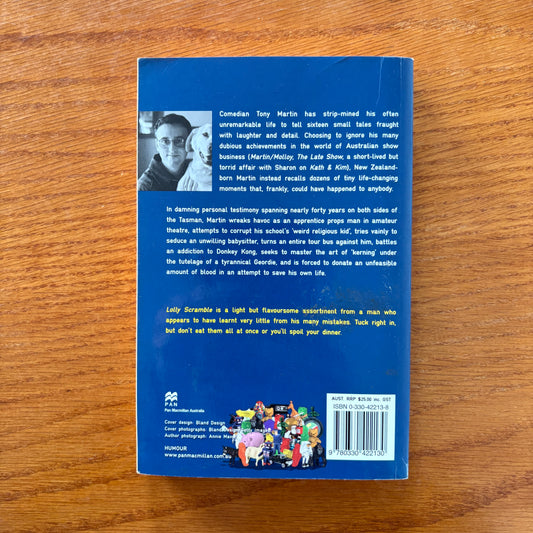 Comedian Tony Martin has strip-mined his often
unremarkable life to tell sixteen small tales fraught
with laughter and detail. Choosing to ignore his many
dubious achievements in the world of Australian show
business (Martin/Molloy, The Late Show, a short-lived but
torrid affair with Sharon on Kath & Kim), New Zealand-
born Martin instead recalls dozens of tiny life-changing
moments that, frankly, could have happened to anybody.
In damning personal testimony spanning nearly forty years on both sides of
the Tasman, Martin wreaks havoc as an apprentice props man in amateur
theatre, attempts to corrupt his school's 'weird religious kid', tries vainly to
seduce an unwilling babysitter, turns an entire tour bus against him, battles
an addiction to Donkey Kong, seeks to master the art of 'kerning' under
the tutelage of a tyrannical Geordie, and is forced to donate an unfeasible
amount of blood in an attempt to save his own life.
Lolly Scramble is a light but flavoursome assortment from a man who
appears to have learnt very little from his many mistakes. Tuck right in,
but don't eat them all at once or you'll spoil your dinner.
PAN
Pan Macmillan Australia
Cover design: Bland Design
Cover photographs: Bland Design
Author photograph: Annie
HUMOUR
www.panmacmillan.com.au
AUST. RRP $25.00 inc. GST
ISBN 0-330-42213-8
9 780330 422130